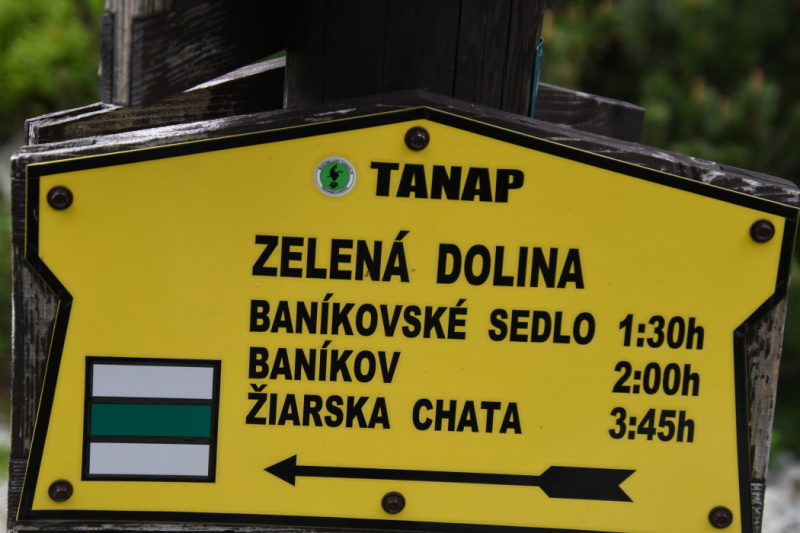 TANAP
ZELENÁ DOLINA
BANÍKOVSKÉ SEDLO 1:30h
BANÍKOV 2:00h
ŽIARSKA CHATA 3:45h